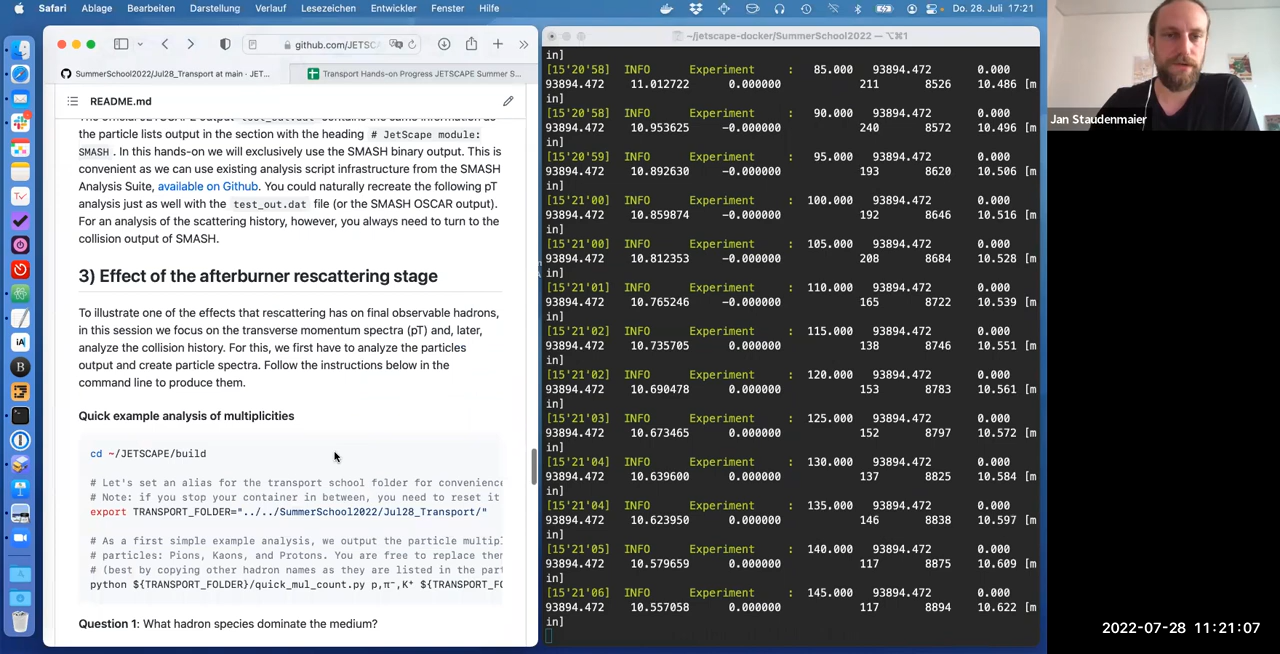 Safari Ablage Bearbeiten Darstellung Verlauf Lesezeichen Entwickler Fenster Hilfe
Do. 28. Juli 17:21
github.com/JETSC
SummerSchool2022/Jul28_Transport at main · JET...
Transport Hands-on Progress JETSCAPE Summer S...
README.md
the particle lists output in the section with the heading # JetScape module:
SMASH . In this hands-on we will exclusively use the SMASH binary output. This is
convenient as we can use existing analysis script infrastructure from the SMASH
Analysis Suite, available on Github. You could naturally recreate the following pT
analysis just as well with the test_out.dat file (or the SMASH OSCAR output).
For an analysis of the scattering history, however, you always need to turn to the
collision output of SMASH.
3) Effect of the afterburner rescattering stage
To illustrate one of the effects that rescattering has on final observable hadrons,
in this session we focus on the transverse momentum spectra (pT) and, later,
analyze the collision history. For this, we first have to analyze the particles
output and create particle spectra. Follow the instructions below in the
command line to produce them.
Quick example analysis of multiplicities
cd ~/JETSCAPE/build
# Let's set an alias for the transport school folder for convenience
# Note: if you stop your container in between, you need to reset it
export TRANSPORT_FOLDER="../../SummerSchool2022/Jul28_Transport/"
# As a first simple example analysis, we output the particle multipl
# particles: Pions, Kaons, and Protons. You are free to replace them
# (best by copying other hadron names as they are listed in the part
python ${TRANSPORT_FOLDER}/quick_mul_count.py p,π⁻,K⁺ ${TRANSPORT_FO
Question 1: What hadron species dominate the medium?
~/jetscape-docker/SummerSchool2022 — ⌥⌘1
in]
[15'20'58] INFO Experiment : 85.000 93894.472 0.000
93894.472 11.012722 211 8526 10.486 [m
in]
[15'20'58] INFO Experiment : 90.000 93894.472 0.000
93894.472 10.953625 -0.000000 240 8572 10.496 [m
in]
[15'20'59] INFO Experiment : 95.000 93894.472 0.000
93894.472 10.892630 -0.000000 193 8620 10.506 [m
in]
[15'21'00] INFO Experiment : 100.000 93894.472 0.000
93894.472 10.859874 -0.000000 192 8646 10.516 [m
in]
[15'21'00] INFO Experiment : 105.000 93894.472 0.000
93894.472 10.812353 -0.000000 208 8684 10.528 [m
in]
[15'21'01] INFO Experiment : 110.000 93894.472 0.000
93894.472 10.765246 -0.000000 165 8722 10.539 [m
in]
[15'21'02] INFO Experiment : 115.000 93894.472 0.000
93894.472 10.735705 0.000000 138 8746 10.551 [m
in]
[15'21'02] INFO Experiment : 120.000 93894.472 0.000
93894.472 10.690478 0.000000 153 8783 10.561 [m
in]
[15'21'03] INFO Experiment : 125.000 93894.472 0.000
93894.472 10.673465 0.000000 152 8797 10.572 [m
in]
[15'21'04] INFO Experiment : 130.000 93894.472 0.000
93894.472 10.639600 0.000000 137 8825 10.584 [m
in]
[15'21'04] INFO Experiment : 135.000 93894.472 0.000
93894.472 10.623950 0.000000 146 8838 10.597 [m
in]
[15'21'05] INFO Experiment : 140.000 93894.472 0.000
93894.472 10.579659 0.000000 117 8875 10.609 [m
in]
[15'21'06] INFO Experiment : 145.000 93894.472 0.000
93894.472 10.557058 0.000000 117 8894 10.622 [m
in]
Jan Staudenmaier
2022-07-28 11:21:07